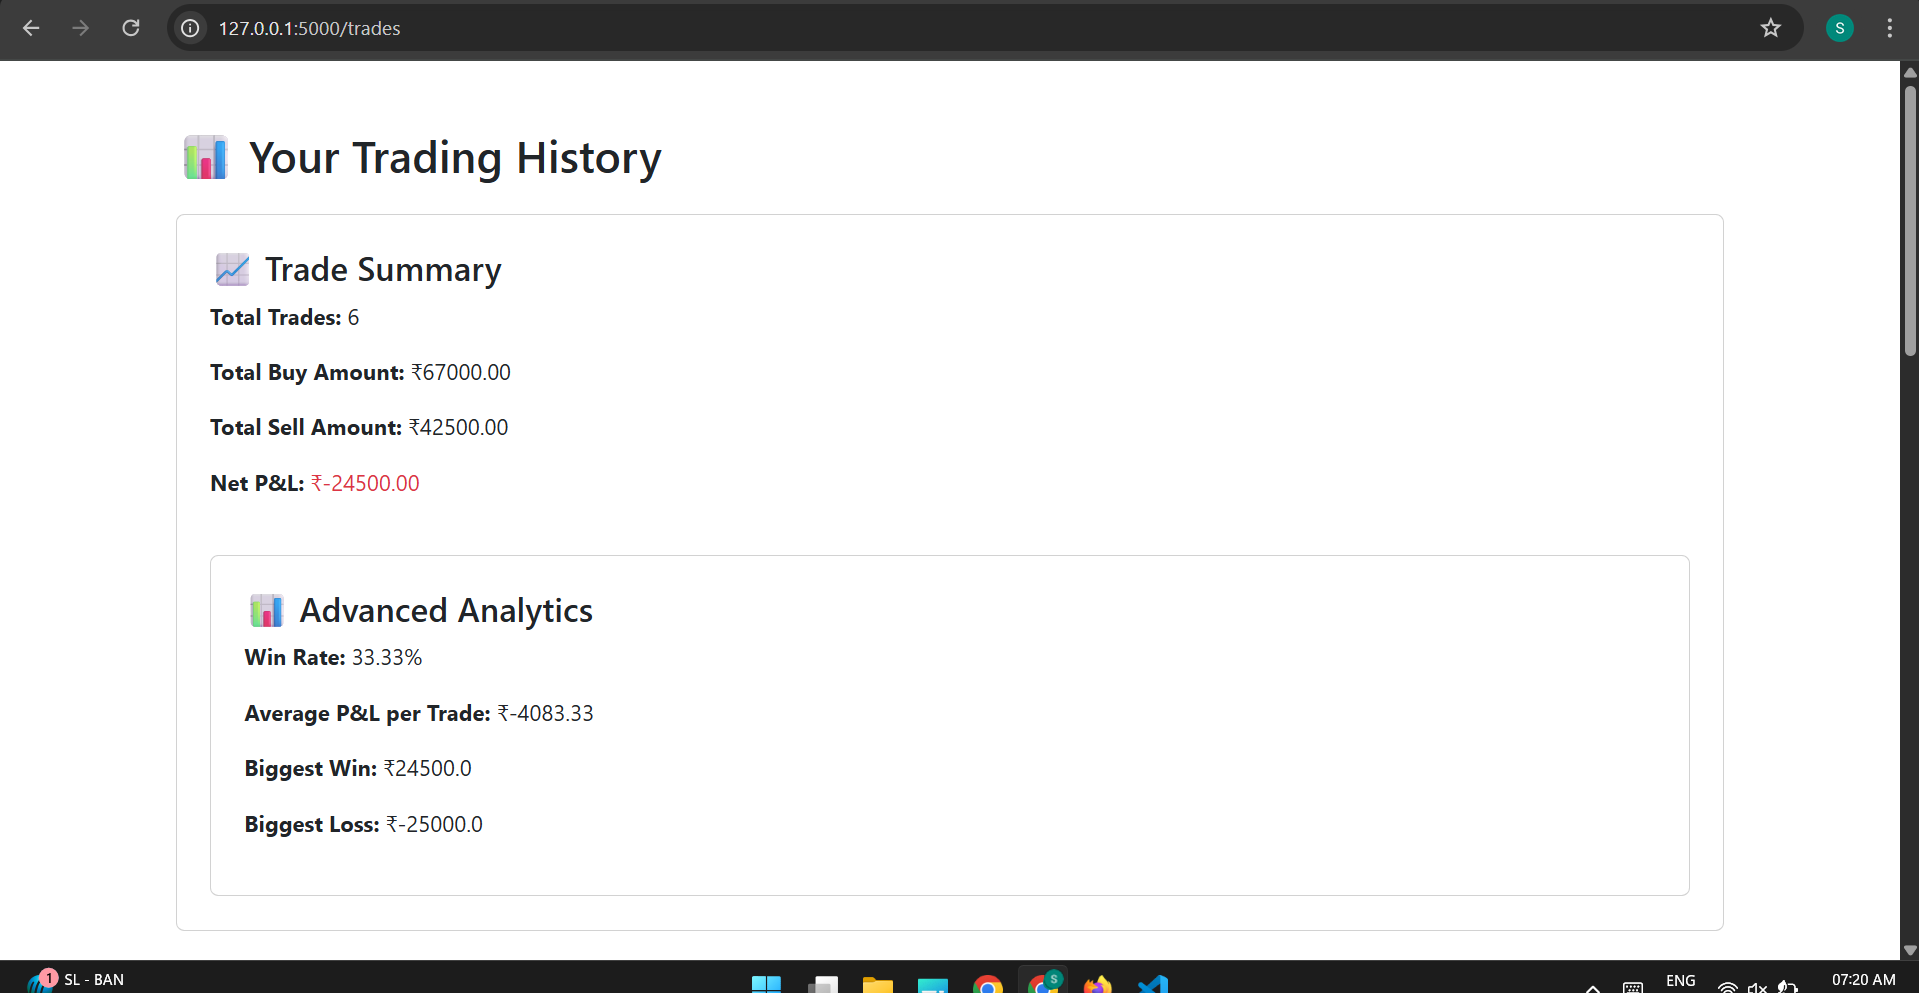 127.0.0.1:5000/trades
S
Your Trading History
Trade Summary
Total Trades: 6
Total Buy Amount: ₹67000.00
Total Sell Amount: ₹42500.00
Net P&L: ₹-24500.00
Advanced Analytics
Win Rate: 33.33%
Average P&L per Trade: ₹-4083.33
Biggest Win: ₹24500.0
Biggest Loss: ₹-25000.0
1
SL - BAN
S
ENG
07:20 AM